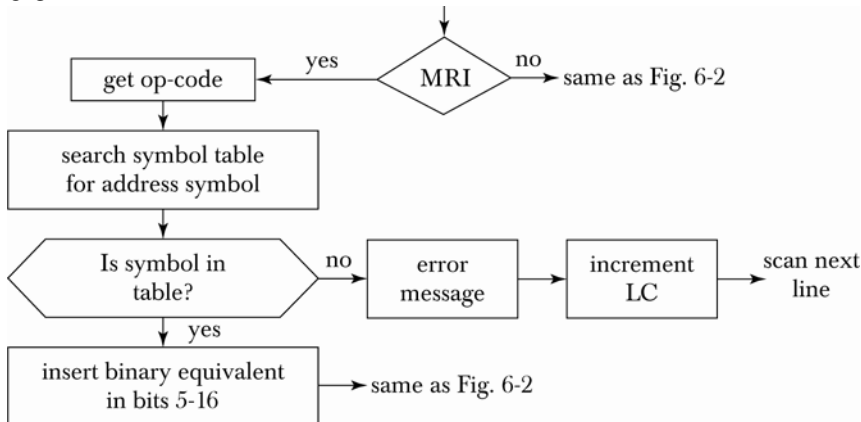 yes
MRI
no
same as Fig. 6-2
get op-code
search symbol table
for address symbol
Is symbol in
table?
no
error
message
increment
LC
scan next
line
yes
insert binary equivalent
in bits 5-16
same as Fig. 6-2